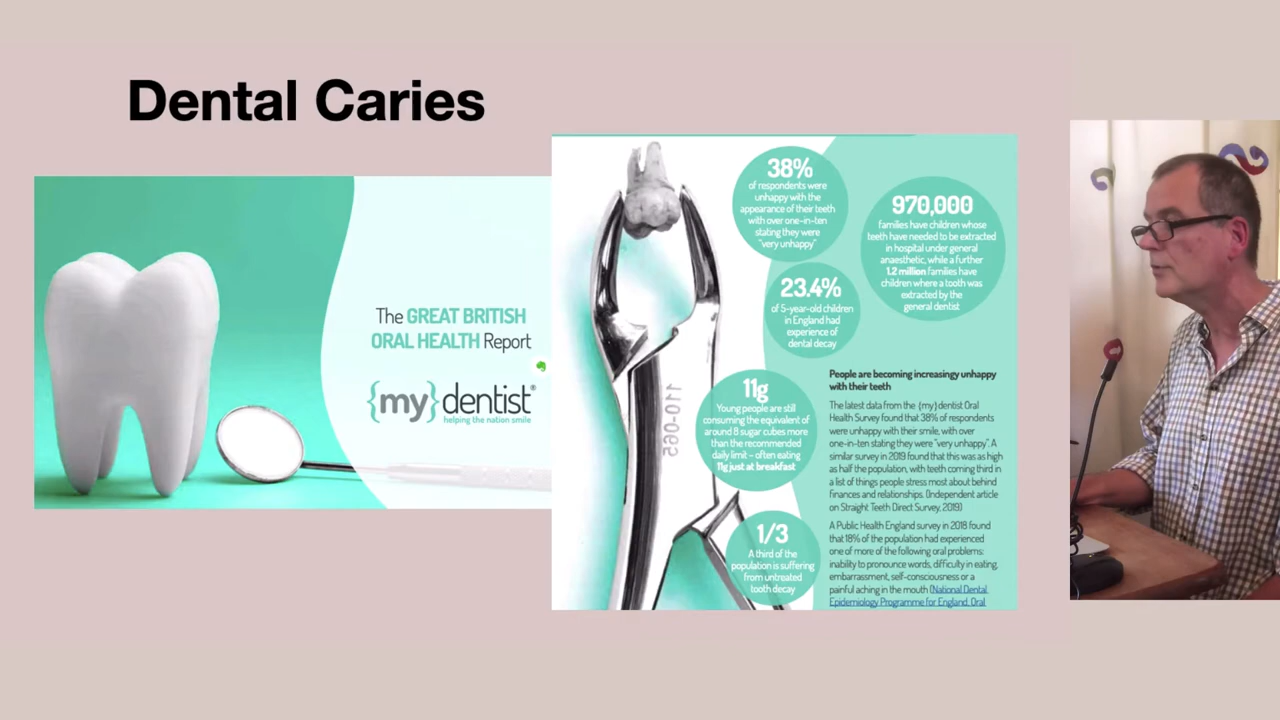 Dental Caries
The GREAT BRITISH
ORAL HEALTH Report
{my}dentist®
helping the nation smile
38%
of respondents were
unhappy with the
appearance of their teeth
with over one-in-ten
stating they were
"very unhappy"
970,000
families have children whose
teeth have needed to be extracted
in hospital under general
anaesthetic, while a further
1.2 million families have
children where a tooth was
extracted by the
general dentist
23.4%
of 5-year-old children
in England had
experience of
dental decay
11g
Young people are still
consuming the equivalent of
around 8 sugar cubes more
than the recommended
daily limit – often eating
11g just at breakfast
110-065
1/3
A third of the
population is suffering
from untreated
tooth decay
People are becoming increasingy unhappy
with their teeth
The latest data from the {my}dentist Oral
Health Survey found that 38% of respondents
were unhappy with their smile, with over
one-in-ten stating they were "very unhappy". A
similar survey in 2019 found that this was as high
as half the population, with teeth coming third in
a list of things people stress most about behind
finances and relationships. (Independent article
on Straight Teeth Direct Survey, 2019)
A Public Health England survey in 2018 found
that 18% of the population had experienced
one of more of the following oral problems:
inability to pronounce words, difficulty in eating,
embarrassment, self-consciousness or a
painful aching in the mouth (National Dental
Epidemiology Programme for England, Oral